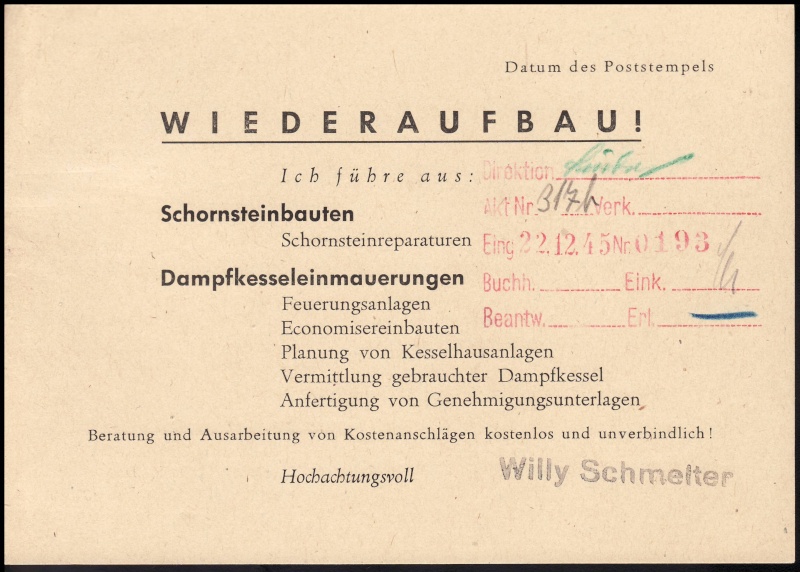 Datum des Poststempels
WIEDERAUFBAU!
Ich führe aus:
Direktion
Schornsteinbauten
Akt Nr. 317b Verk.
Schornsteinreparaturen
Eing 22.12.45 Nr. 0193
Dampfkesseleinmauerungen
Buchh. Eink.
Feuerungsanlagen
Beantw. Erl.
Economisereinbauten
Planung von Kesselhausanlagen
Vermittlung gebrauchter Dampfkessel
Anfertigung von Genehmigungsunterlagen
Beratung und Ausarbeitung von Kostenanschlägen kostenlos und unverbindlich!
Hochachtungsvoll
Willy Schmelter